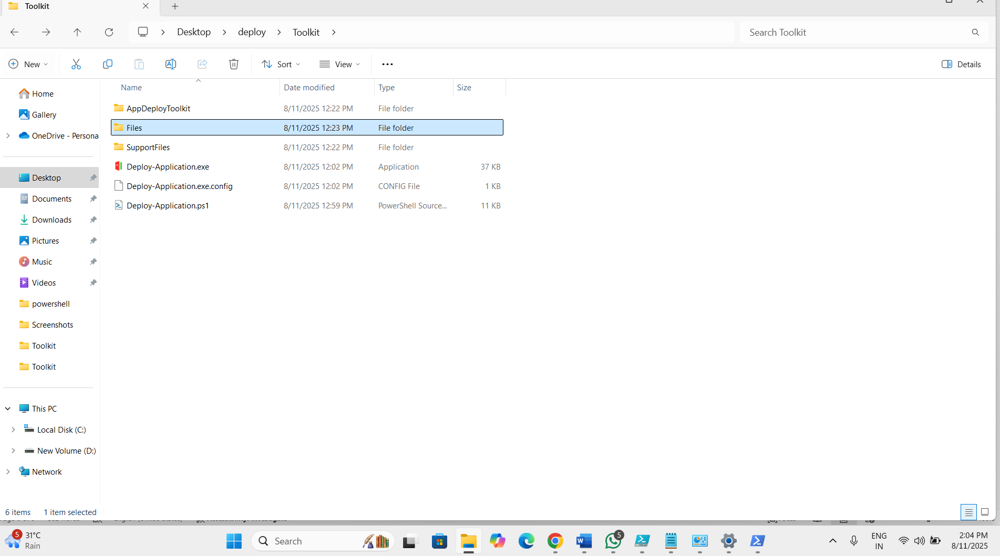 Toolkit
Desktop
deploy
Toolkit
Search Toolkit
New
Sort
View
Details
Name
Date modified
Type
Size
Home
Gallery
OneDrive - Persona
Desktop
Documents
Downloads
Pictures
Music
Videos
powershell
Screenshots
Toolkit
Toolkit
This PC
Local Disk (C:)
New Volume (D:)
Network
AppDeployToolkit 8/11/2025 12:22 PM File folder
Files 8/11/2025 12:23 PM File folder
SupportFiles 8/11/2025 12:22 PM File folder
Deploy-Application.exe 8/11/2025 12:02 PM Application 37 KB
Deploy-Application.exe.config 8/11/2025 12:02 PM CONFIG File 1 KB
Deploy-Application.ps1 8/11/2025 12:59 PM PowerShell Source... 11 KB
6 items 1 item selected
5
31°C
Rain
Search
5
ENG
IN
2:04 PM
8/11/2025